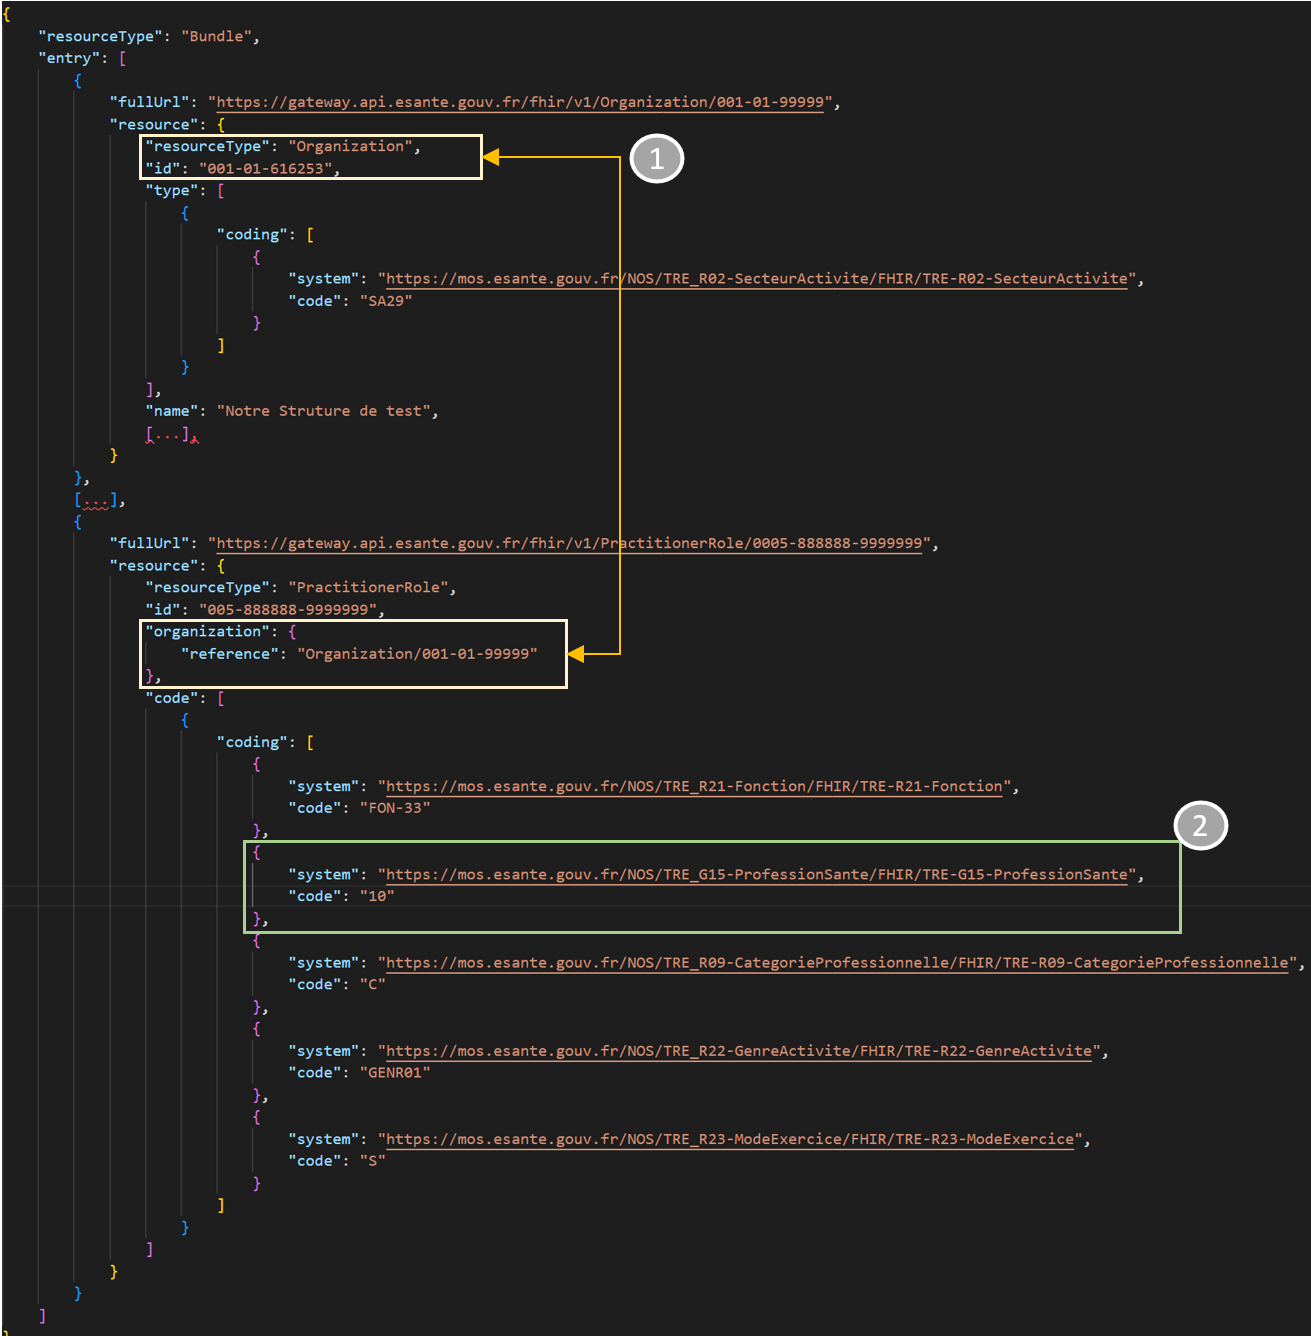 {
"resourceType": "Bundle",
"entry": [
{
"fullUrl": "https://gateway.api.esante.gouv.fr/fhir/v1/Organization/001-01-99999",
"resource": {
"resourceType": "Organization",
"id": "001-01-616253",
1
"type": [
{
"coding": [
{
"system": "https://mos.esante.gouv.fr/NOS/TRE_R02-SecteurActivite/FHIR/TRE-R02-SecteurActivite",
"code": "SA29"
}
]
}
],
"name": "Notre Struture de test",
[...],
}
},
[...],
{
"fullUrl": "https://gateway.api.esante.gouv.fr/fhir/v1/PractitionerRole/0005-888888-9999999",
"resource": {
"resourceType": "PractitionerRole",
"id": "005-888888-9999999",
"organization": {
"reference": "Organization/001-01-99999"
},
"code": [
{
"coding": [
{
"system": "https://mos.esante.gouv.fr/NOS/TRE_R21-Fonction/FHIR/TRE-R21-Fonction",
"code": "FON-33"
},
2
{
"system": "https://mos.esante.gouv.fr/NOS/TRE_G15-ProfessionSante/FHIR/TRE-G15-ProfessionSante",
"code": "10"
},
{
"system": "https://mos.esante.gouv.fr/NOS/TRE_R09-CategorieProfessionnelle/FHIR/TRE-R09-CategorieProfessionnelle",
"code": "C"
},
{
"system": "https://mos.esante.gouv.fr/NOS/TRE_R22-GenreActivite/FHIR/TRE-R22-GenreActivite",
"code": "GENR01"
},
{
"system": "https://mos.esante.gouv.fr/NOS/TRE_R23-ModeExercice/FHIR/TRE-R23-ModeExercice",
"code": "S"
}
]
}
]
}
}
]
}